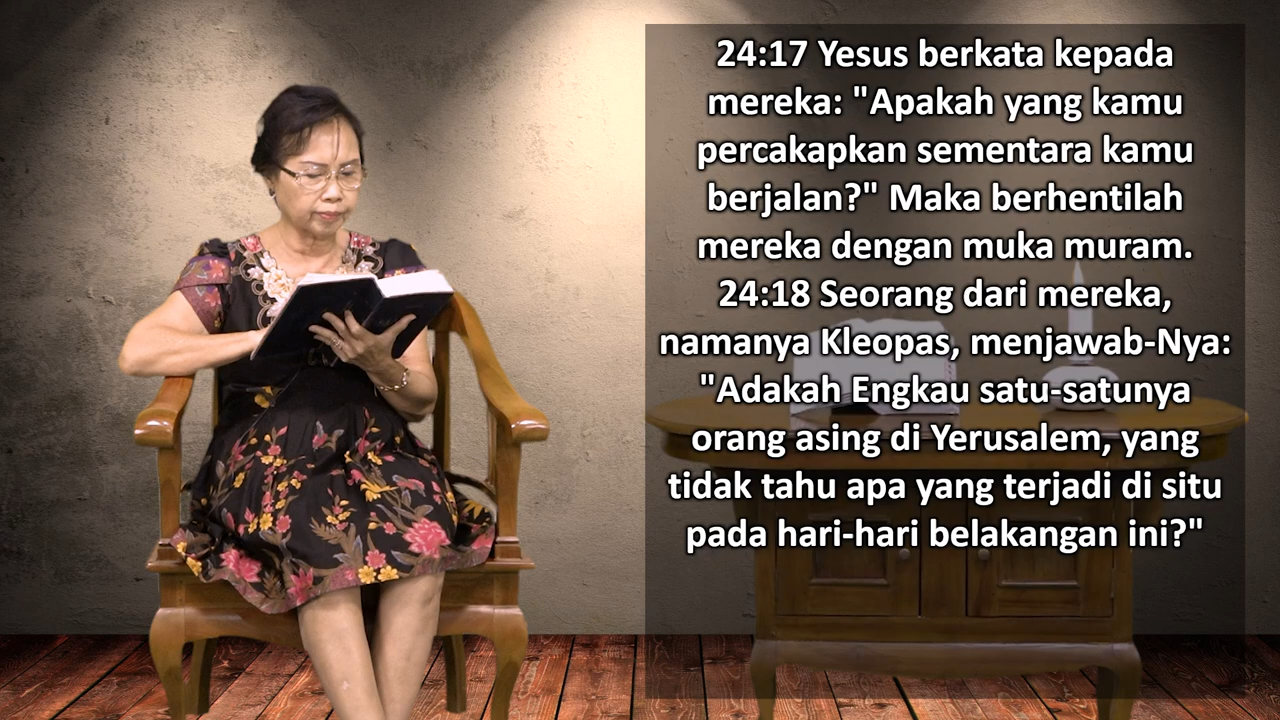 24:17 Yesus berkata kepada
mereka: "Apakah yang kamu
percakapkan sementara kamu
berjalan?" Maka berhentilah
mereka dengan muka muram.
24:18 Seorang dari mereka,
namanya Kleopas, menjawab-Nya:
"Adakah Engkau satu-satunya
orang asing di Yerusalem, yang
tidak tahu apa yang terjadi di situ
pada hari-hari belakangan ini?"